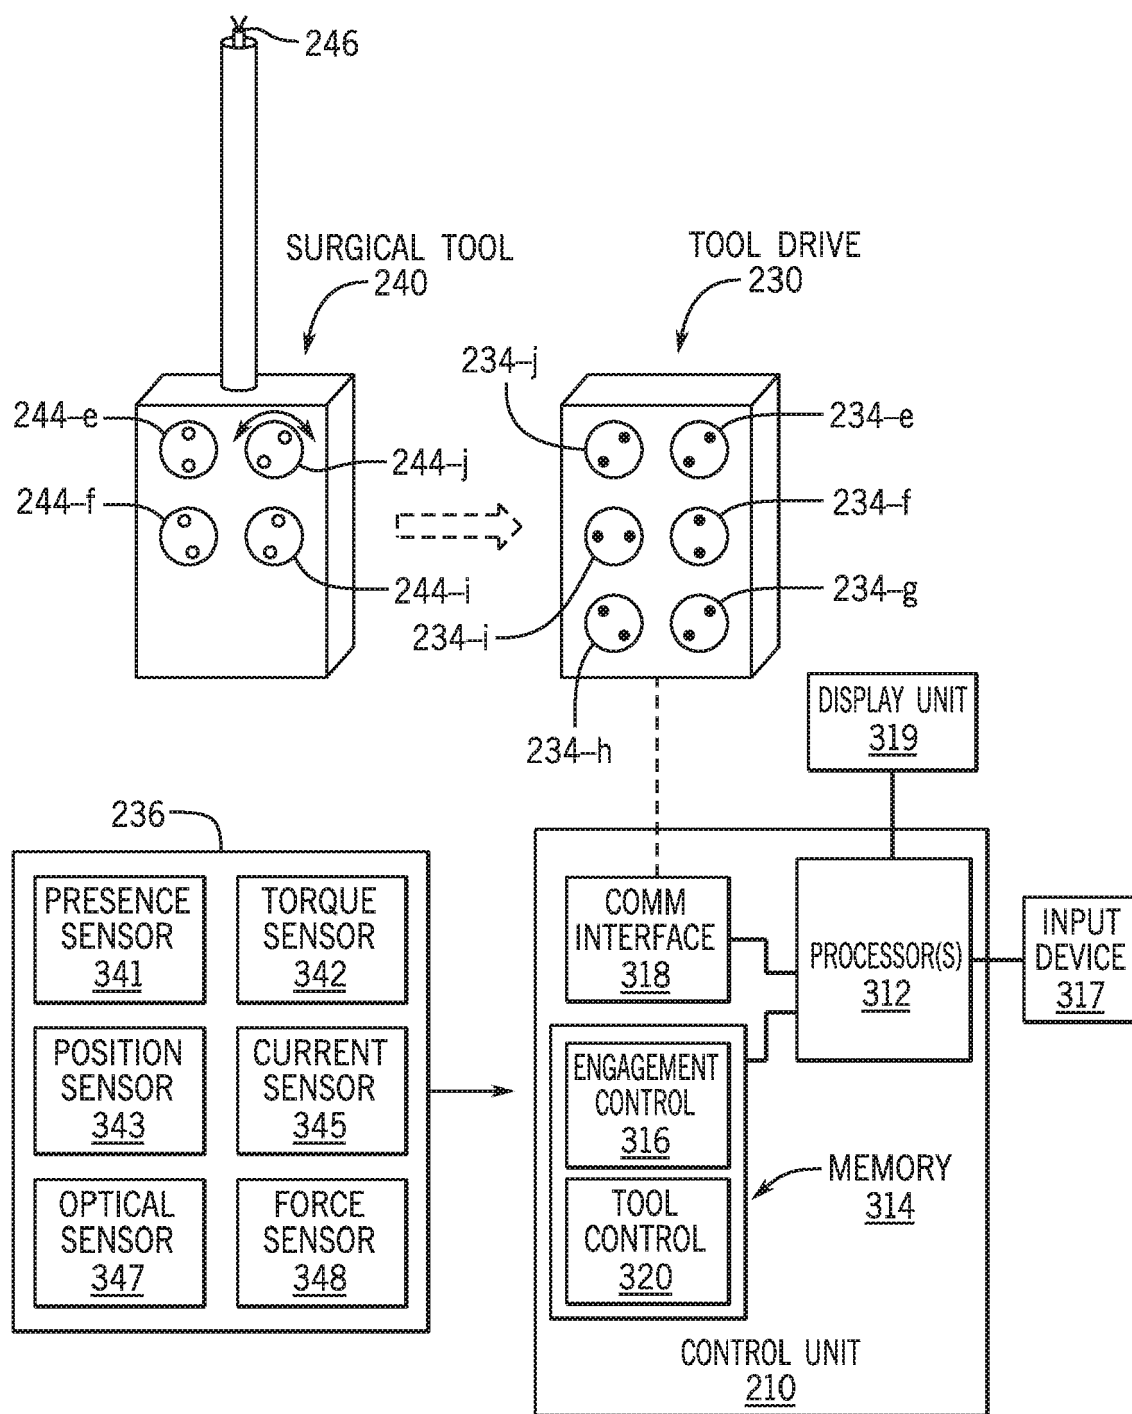 246
SURGICAL TOOL
240
TOOL DRIVE
230
234-j
244-e
234-e
244-j
244-f
234-f
244-i
234-g
234-i
234-h
DISPLAY UNIT
319
236
PRESENCE
SENSOR
341
TORQUE
SENSOR
342
POSITION
SENSOR
343
CURRENT
SENSOR
345
OPTICAL
SENSOR
347
FORCE
SENSOR
348
COMM
INTERFACE
318
PROCESSOR(S)
312
INPUT
DEVICE
317
ENGAGEMENT
CONTROL
316
TOOL
CONTROL
320
MEMORY
314
CONTROL UNIT
210